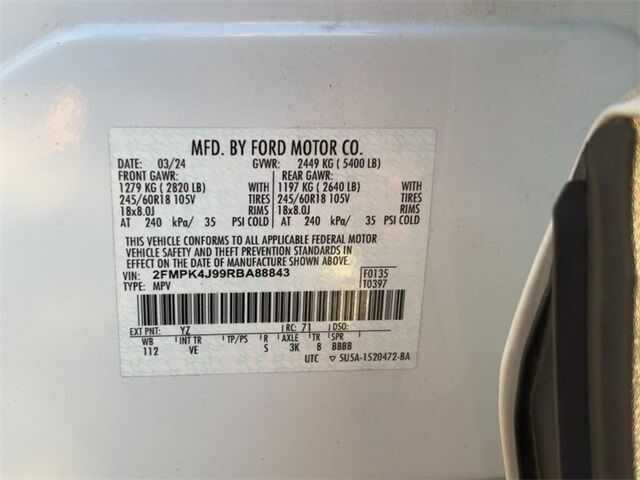 MFD. BY FORD MOTOR CO.
DATE: 03/24 GVWR: 2449 KG ( 5400 LB)
FRONT GAWR: REAR GAWR:
1279 KG ( 2820 LB) WITH 1197 KG ( 2640 LB) WITH
245/60R18 105V TIRES 245/60R18 105V TIRES
18x8.0J RIMS 18x8.0J RIMS
AT 240 kPa/ 35 PSI COLD AT 240 kPa/ 35 PSI COLD
THIS VEHICLE CONFORMS TO ALL APPLICABLE FEDERAL MOTOR
VEHICLE SAFETY AND THEFT PREVENTION STANDARDS IN
EFFECT ON THE DATE OF MANUFACTURE SHOWN ABOVE.
VIN: 2FMPK4J99RBA88843 F0135
TYPE: MPV T0397
EXT PNT: YZ RC: 71 DSO:
WB INT TR TP/PS R AXLE TR SPR
112 VE S 3K 8 BBBB
UTC ▽ 5U5A-1520472-BA